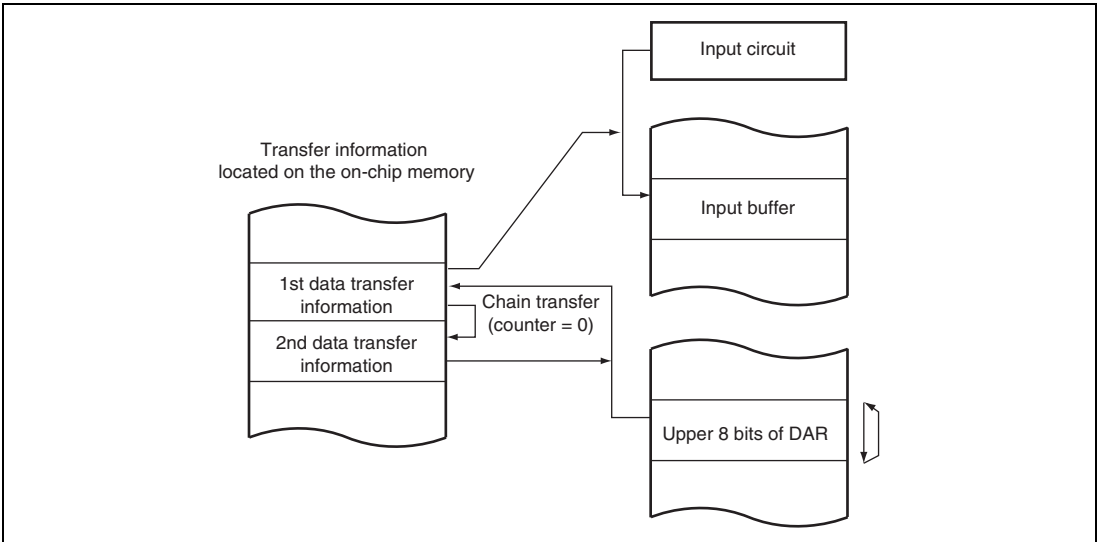 Input circuit
Transfer information
located on the on-chip memory
Input buffer
1st data transfer
information
Chain transfer
(counter = 0)
2nd data transfer
information
Upper 8 bits of DAR